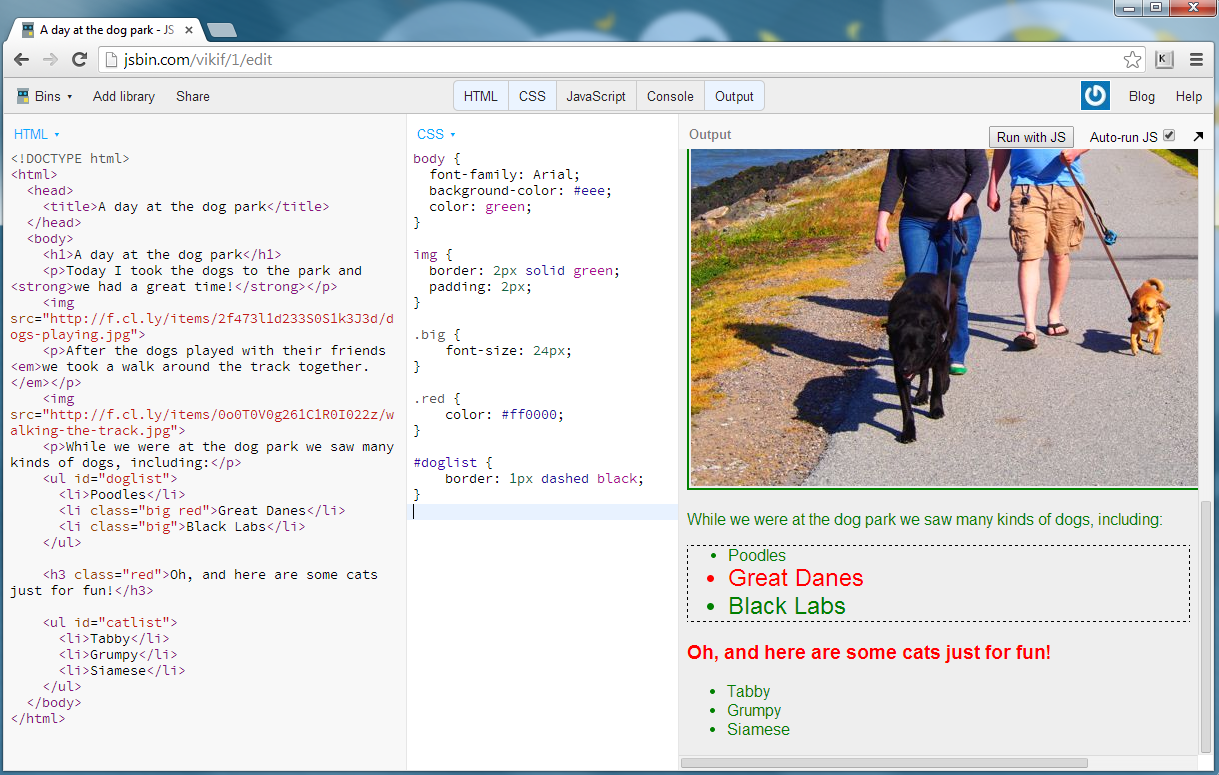 A day at the dog park - JS
jsbin.com/vikif/1/edit
Bins Add library Share HTML CSS JavaScript Console Output Blog Help
HTML
<!DOCTYPE html>
<html>
  <head>
    <title>A day at the dog park</title>
  </head>
  <body>
    <h1>A day at the dog park</h1>
    <p>Today I took the dogs to the park and
<strong>we had a great time!</strong></p>
    <img
src="http://f.cl.ly/items/2f473l1d233S0S1k3J3d/d
ogs-playing.jpg">
    <p>After the dogs played with their friends
<em>we took a walk around the track together.
</em></p>
    <img
src="http://f.cl.ly/items/0o0T0V0g261C1R0I022z/w
alking-the-track.jpg">
    <p>While we were at the dog park we saw many
kinds of dogs, including:</p>
    <ul id="doglist">
      <li>Poodles</li>
      <li class="big red">Great Danes</li>
      <li class="big">Black Labs</li>
    </ul>

    <h3 class="red">Oh, and here are some cats
just for fun!</h3>

    <ul id="catlist">
      <li>Tabby</li>
      <li>Grumpy</li>
      <li>Siamese</li>
    </ul>
  </body>
</html>
CSS
body {
  font-family: Arial;
  background-color: #eee;
  color: green;
}

img {
  border: 2px solid green;
  padding: 2px;
}

.big {
    font-size: 24px;
}

.red {
    color: #ff0000;
}

#doglist {
    border: 1px dashed black;
}
Output Run with JS Auto-run JS
While we were at the dog park we saw many kinds of dogs, including:
• Poodles
• Great Danes
• Black Labs
Oh, and here are some cats just for fun!
• Tabby
• Grumpy
• Siamese
K